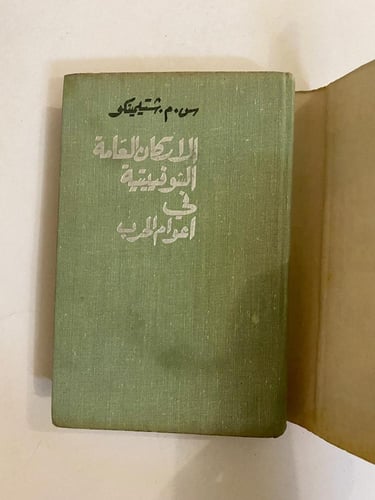 س.م. شتيمينكو
الاركان العامة
السوفييتية
في
اعوام الحرب